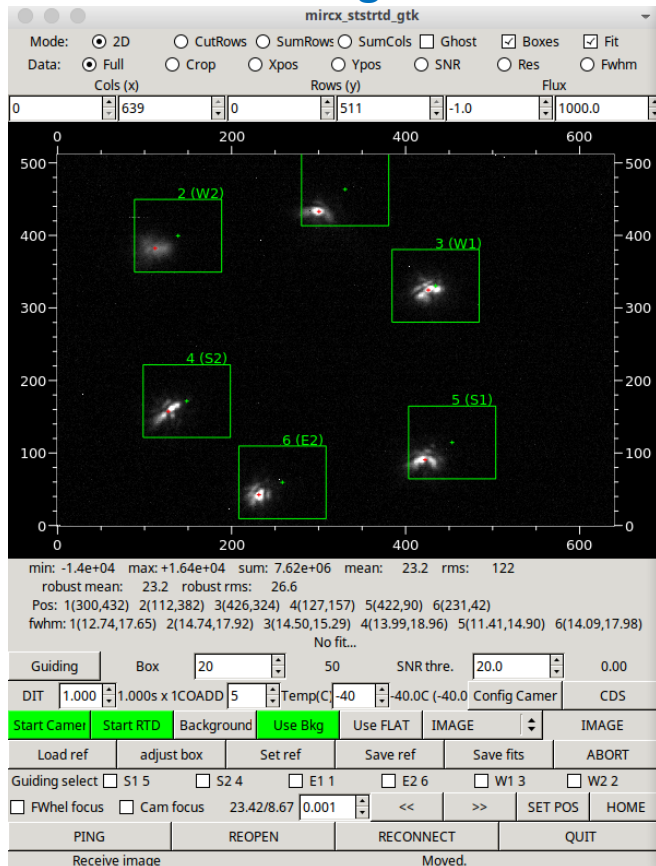 mircx_ststrtd_gtk
Mode: 2D CutRows SumRows SumCols Ghost Boxes Fit
Data: Full Crop Xpos Ypos SNR Res Fwhm
Cols (x) Rows (y) Flux
0 639 0 511 -1.0 1000.0
0 200 400 600
500 500
2 (W2)
400 400
3 (W1)
300 300
200 200
4 (S2)
5 (S1)
6 (E2)
100 100
0 0
0 200 400 600
min: -1.4e+04 max: +1.64e+04 sum: 7.62e+06 mean: 23.2 rms: 122
robust mean: 23.2 robust rms: 26.6
Pos: 1(300,432) 2(112,382) 3(426,324) 4(127,157) 5(422,90) 6(231,42)
fwhm: 1(12.74,17.65) 2(14.74,17.92) 3(14.50,15.29) 4(13.99,18.96) 5(11.41,14.90) 6(14.09,17.98)
No fit...
Guiding Box 20 50 SNR thre. 20.0 0.00
DIT 1.000 1.000s x 1COADD 5 Temp(C) -40 -40.0C (-40.0 Config Camer CDS
Start Camer Start RTD Background Use Bkg Use FLAT IMAGE IMAGE
Load ref adjust box Set ref Save ref Save fits ABORT
Guiding select S1 5 S2 4 E1 1 E2 6 W1 3 W2 2
FWhel focus Cam focus 23.42/8.67 0.001 << >> SET POS HOME
PING REOPEN RECONNECT QUIT
Receive image Moved.